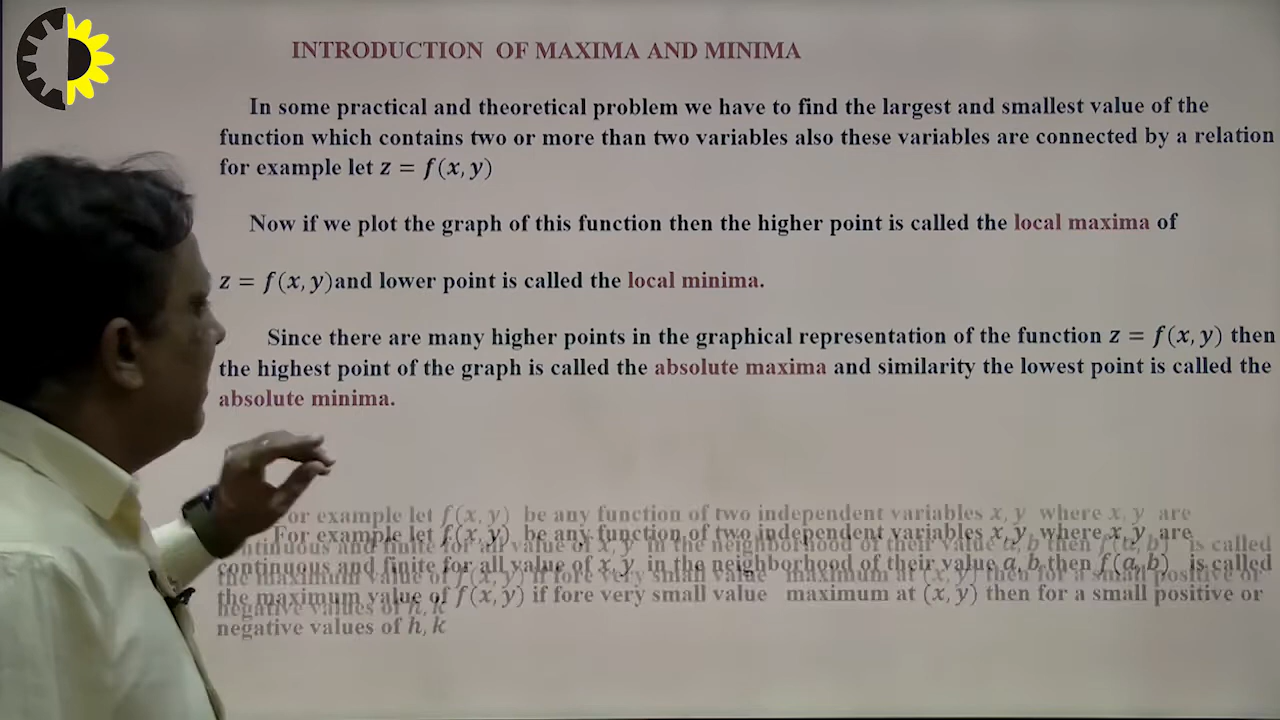 INTRODUCTION OF MAXIMA AND MINIMA
In some practical and theoretical problem we have to find the largest and smallest value of the
function which contains two or more than two variables also these variables are connected by a relation
for example let z = f(x, y)
Now if we plot the graph of this function then the higher point is called the local maxima of
z = f(x, y)and lower point is called the local minima.
Since there are many higher points in the graphical representation of the function z = f(x, y) then
the highest point of the graph is called the absolute maxima and similarity the lowest point is called the
absolute minima.
For example let f(x, y) be any function of two independent variables x, y where x, y are
continuous and finite for all value of x, y in the neighborhood of their value a, b then f(a, b) is called
the maximum value of f(x, y) if fore very small value maximum at (x, y) then for a small positive or
negative values of h, k